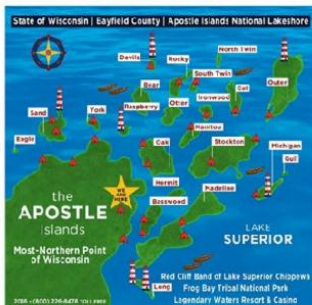 State of Wisconsin | Bayfield County | Apostle Islands National Lakeshore
North Twin
Devils
Rocky
South Twin
Outer
Bear
Ironwood
Cat
Sand
York
Raspberry
Otter
Manitou
Eagle
Oak
Stockton
Michigan
Gull
Hermit
Madeline
Basswood
WE ARE HERE
the
APOSTLE
islands
Most-Northern Point
of Wisconsin
LAKE
SUPERIOR
Long
Red Cliff Band of Lake Superior Chippewa
Frog Bay Tribal National Park
Legendary Waters Resort & Casino